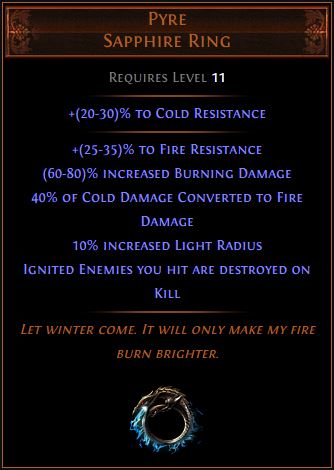 Pyre
Sapphire Ring
Requires Level 11
+(20-30)% to Cold Resistance
+(25-35)% to Fire Resistance
(60-80)% increased Burning Damage
40% of Cold Damage Converted to Fire
Damage
10% increased Light Radius
Ignited Enemies you hit are destroyed on
Kill
Let winter come. It will only make my fire
burn brighter.